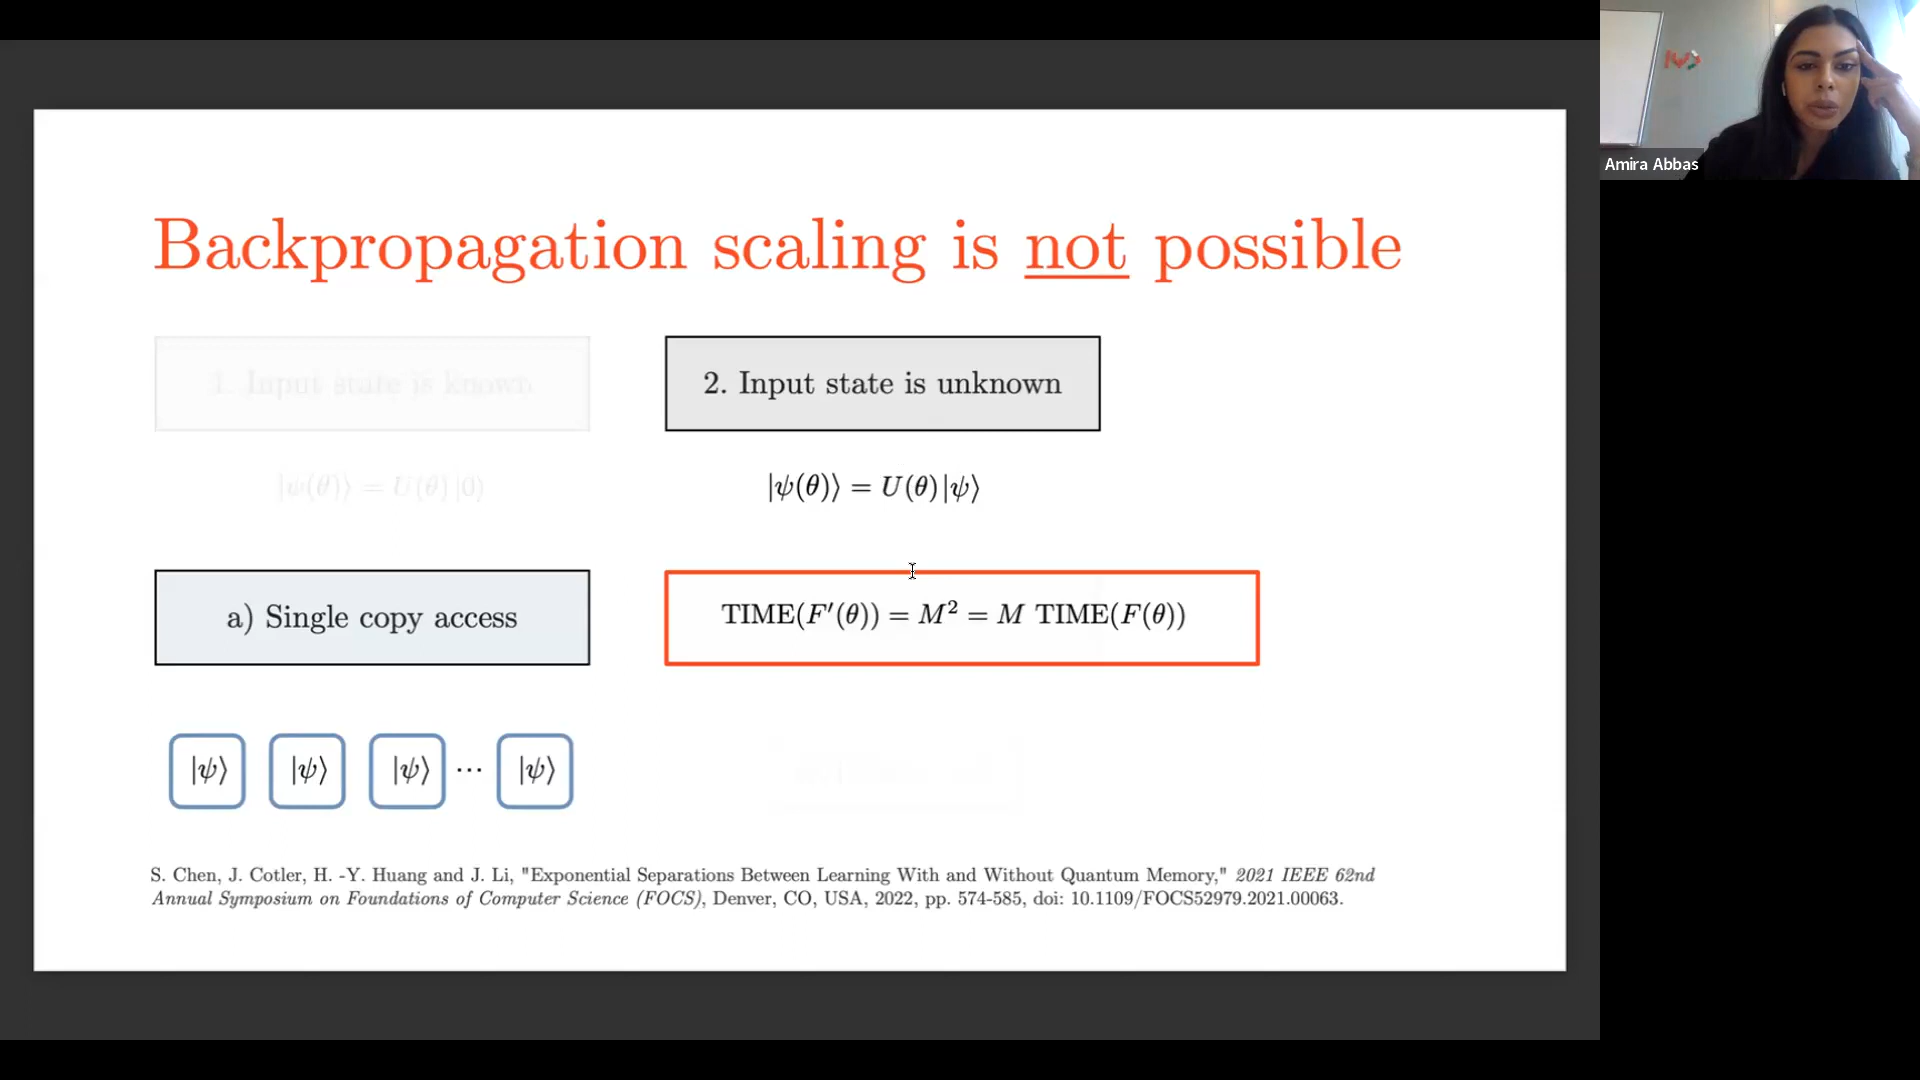 Amira Abbas
Backpropagation scaling is not possible
1. Input state is known
2. Input state is unknown
|ψ(θ)⟩ = U(θ)|0⟩
|ψ(θ)⟩ = U(θ)|ψ⟩
a) Single copy access
TIME(F′(θ)) = M² = M TIME(F(θ))
|ψ⟩ |ψ⟩ |ψ⟩ ··· |ψ⟩
S. Chen, J. Cotler, H. -Y. Huang and J. Li, "Exponential Separations Between Learning With and Without Quantum Memory," 2021 IEEE 62nd
Annual Symposium on Foundations of Computer Science (FOCS), Denver, CO, USA, 2022, pp. 574-585, doi: 10.1109/FOCS52979.2021.00063.